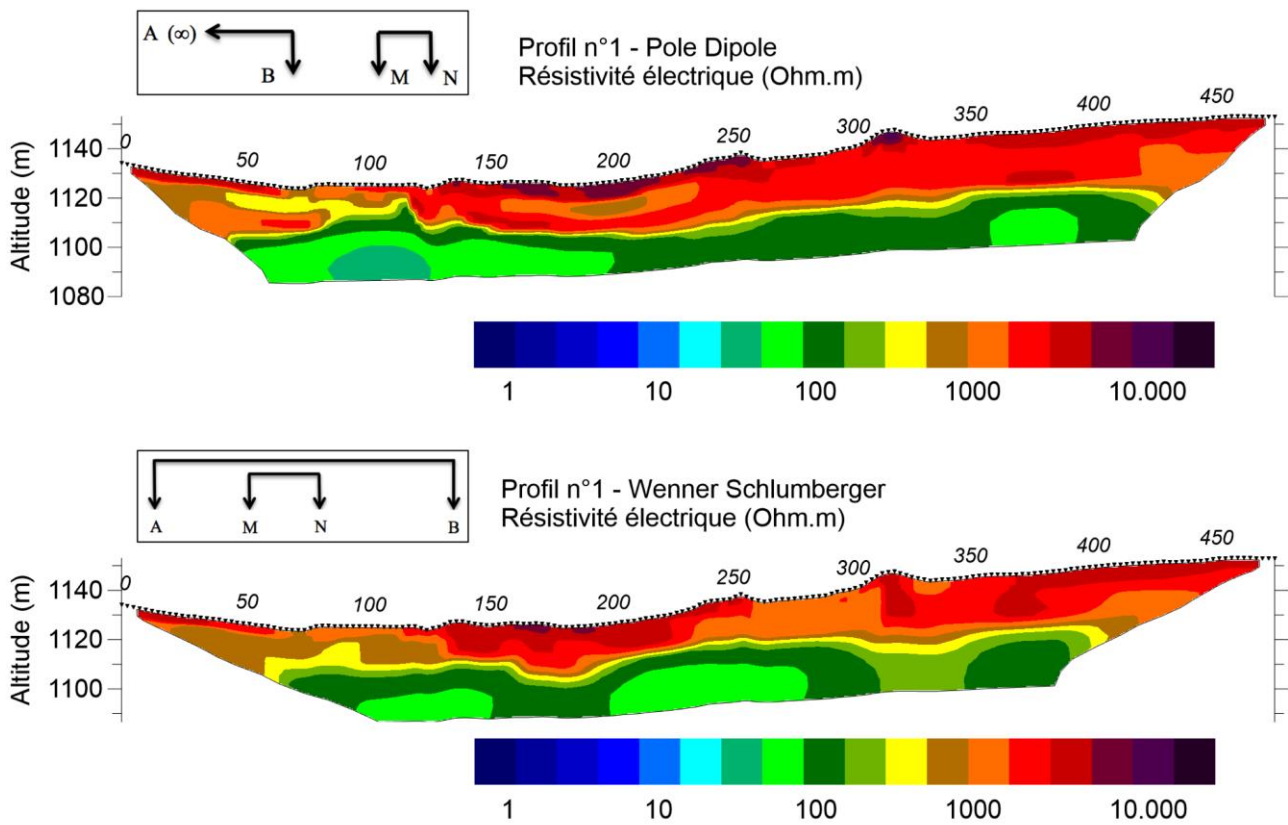 A (∞)
B
M
N
Profil n°1 - Pole Dipole
Résistivité électrique (Ohm.m)
0
50
100
150
200
250
300
350
400
450
Altitude (m)
1140
1120
1100
1080
1
10
100
1000
10.000
A
M
N
B
Profil n°1 - Wenner Schlumberger
Résistivité électrique (Ohm.m)
0
50
100
150
200
250
300
350
400
450
Altitude (m)
1140
1120
1100
1
10
100
1000
10.000